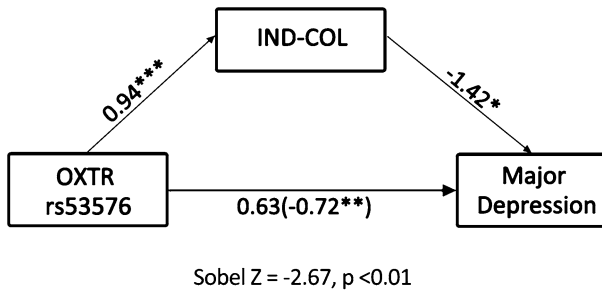 IND-COL
0.94***
-1.42*
OXTR
rs53576
Major
Depression
0.63(-0.72**)
Sobel Z = -2.67, p <0.01